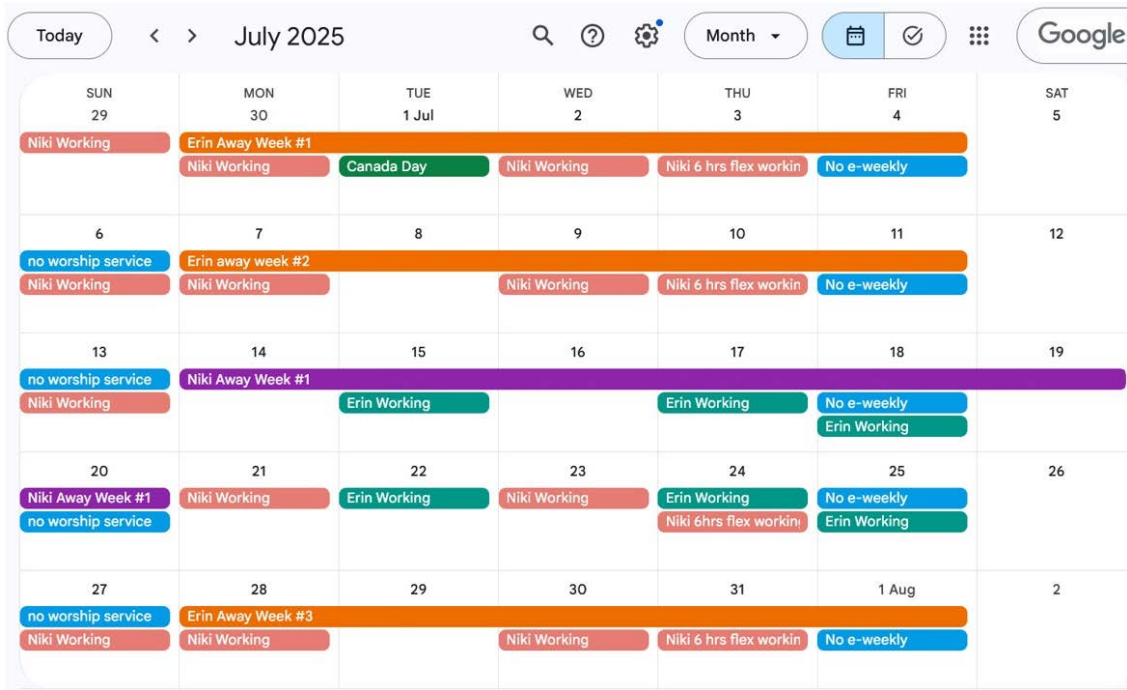 Today
July 2025
Month
Google
SUN MON TUE WED THU FRI SAT
29 30 1 Jul 2 3 4 5
Niki Working Erin Away Week #1
Niki Working Canada Day Niki Working Niki 6 hrs flex workin No e-weekly
6 7 8 9 10 11 12
no worship service Erin away week #2
Niki Working Niki Working Niki Working Niki 6 hrs flex workin No e-weekly
13 14 15 16 17 18 19
no worship service Niki Away Week #1
Niki Working Erin Working Erin Working No e-weekly
Erin Working
20 21 22 23 24 25 26
Niki Away Week #1 Niki Working Erin Working Niki Working Erin Working No e-weekly
no worship service Niki 6hrs flex working Erin Working
27 28 29 30 31 1 Aug 2
no worship service Erin Away Week #3
Niki Working Niki Working Niki Working Niki 6 hrs flex workin No e-weekly